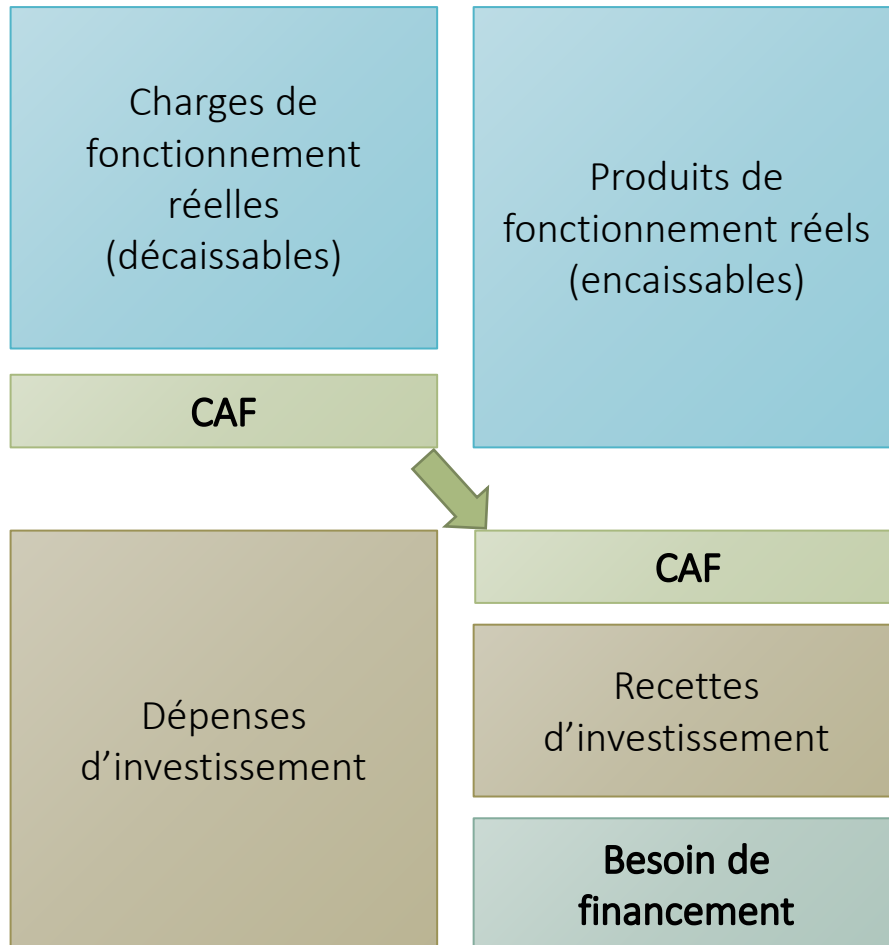 Charges de
fonctionnement
réelles
(décaissables)
Produits de
fonctionnement réels
(encaissables)
CAF
CAF
Dépenses
d’investissement
Recettes
d’investissement
Besoin de
financement